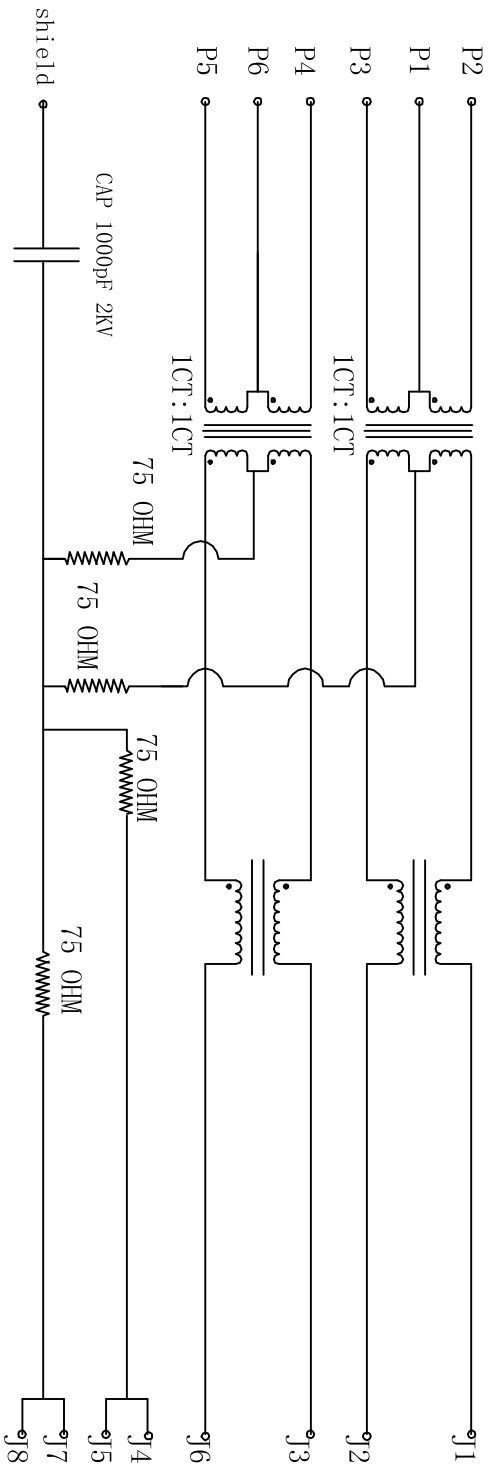 P2
P1
P3
P4
P6
P5
shield
1CT:1CT
1CT:1CT
CAP 1000pF 2KV
75 OHM
75 OHM
75 OHM
75 OHM
J1
J2
J3
J6
J4
J5
J7
J8